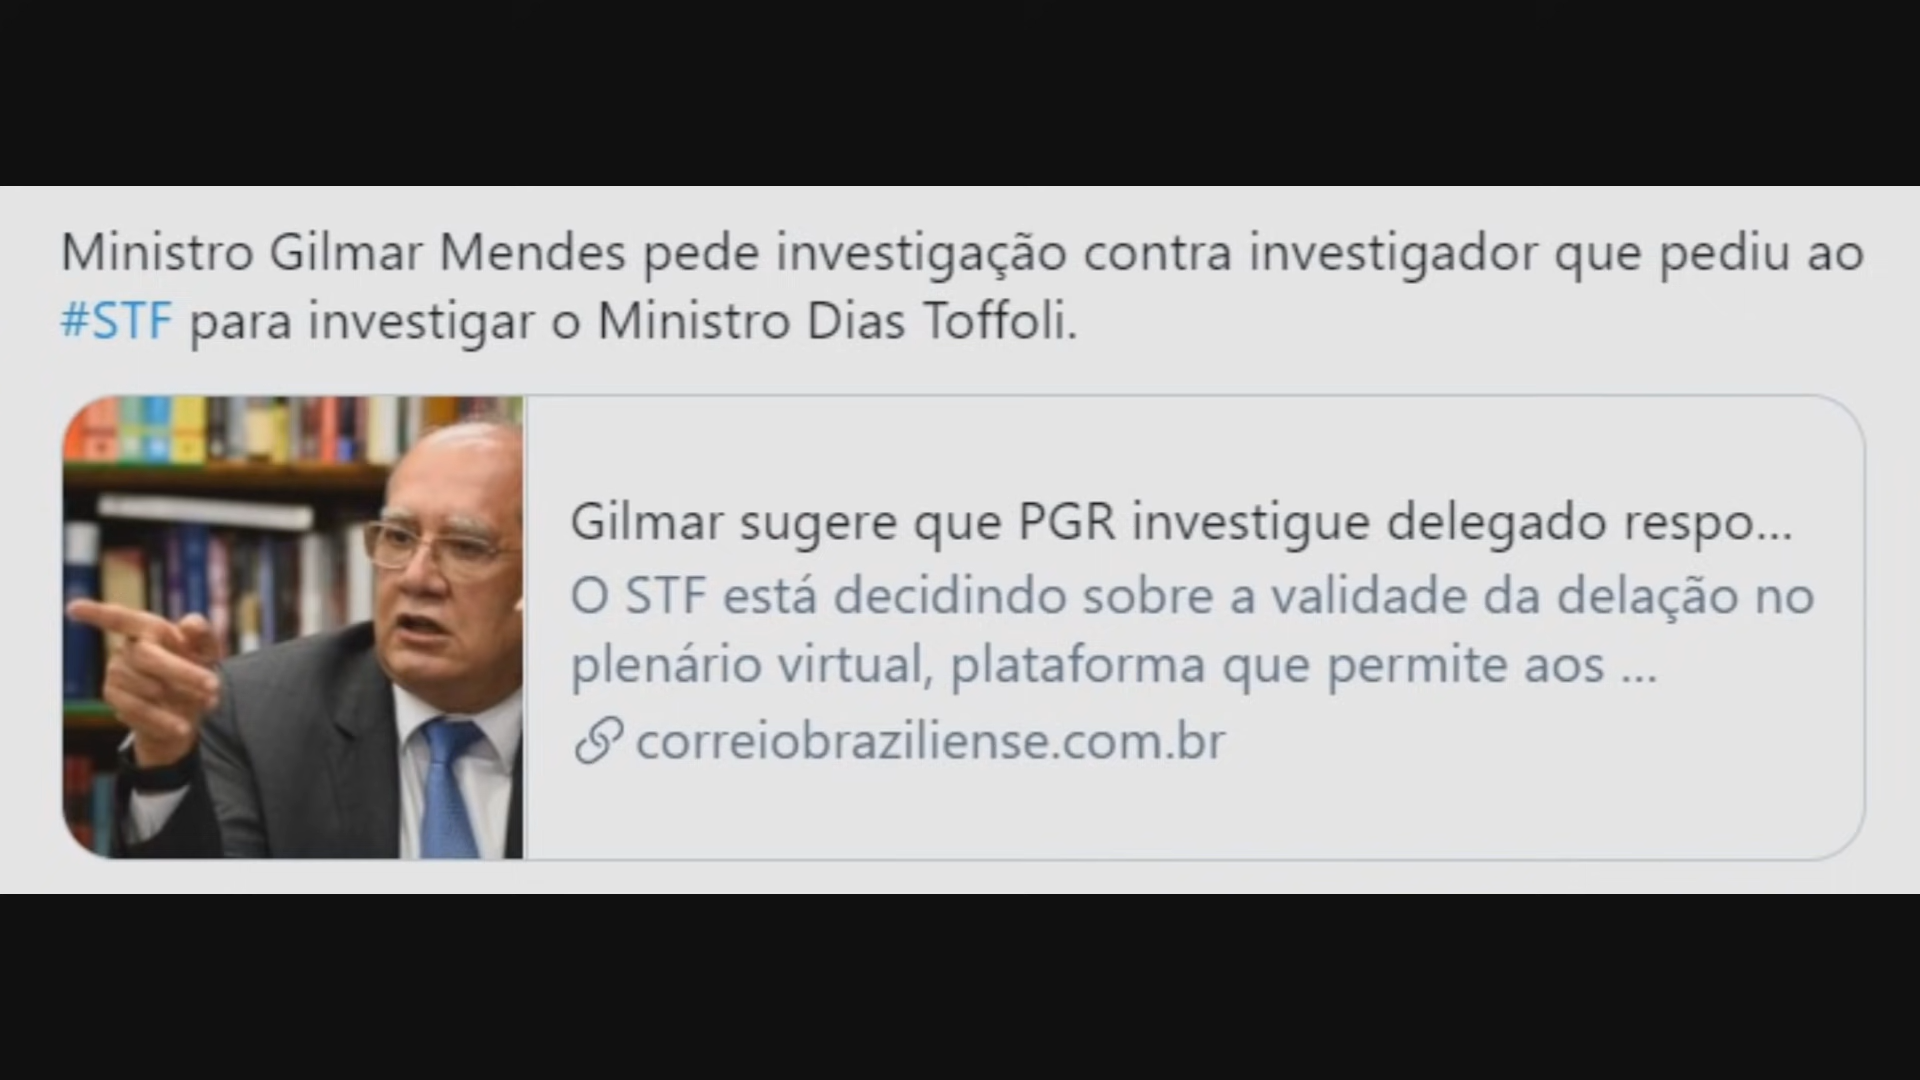 Ministro Gilmar Mendes pede investigação contra investigador que pediu ao
#STF para investigar o Ministro Dias Toffoli.
Gilmar sugere que PGR investigue delegado respo...
O STF está decidindo sobre a validade da delação no
plenário virtual, plataforma que permite aos ...
correiobraziliense.com.br